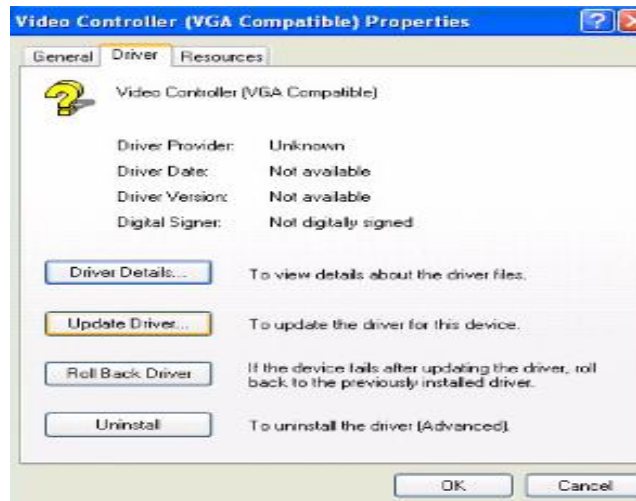 Video Controller (VGA Compatible) Properties
General Driver Resources
Video Controller (VGA Compatible)
Driver Provider: Unknown
Driver Date: Not available
Driver Version: Not available
Digital Signer: Not digitally signed
Driver Details... To view details about the driver files.
Update Driver... To update the driver for this device.
Roll Back Driver If the device fails after updating the driver, roll
back to the previously installed driver.
Uninstall To uninstall the driver (Advanced).
OK Cancel